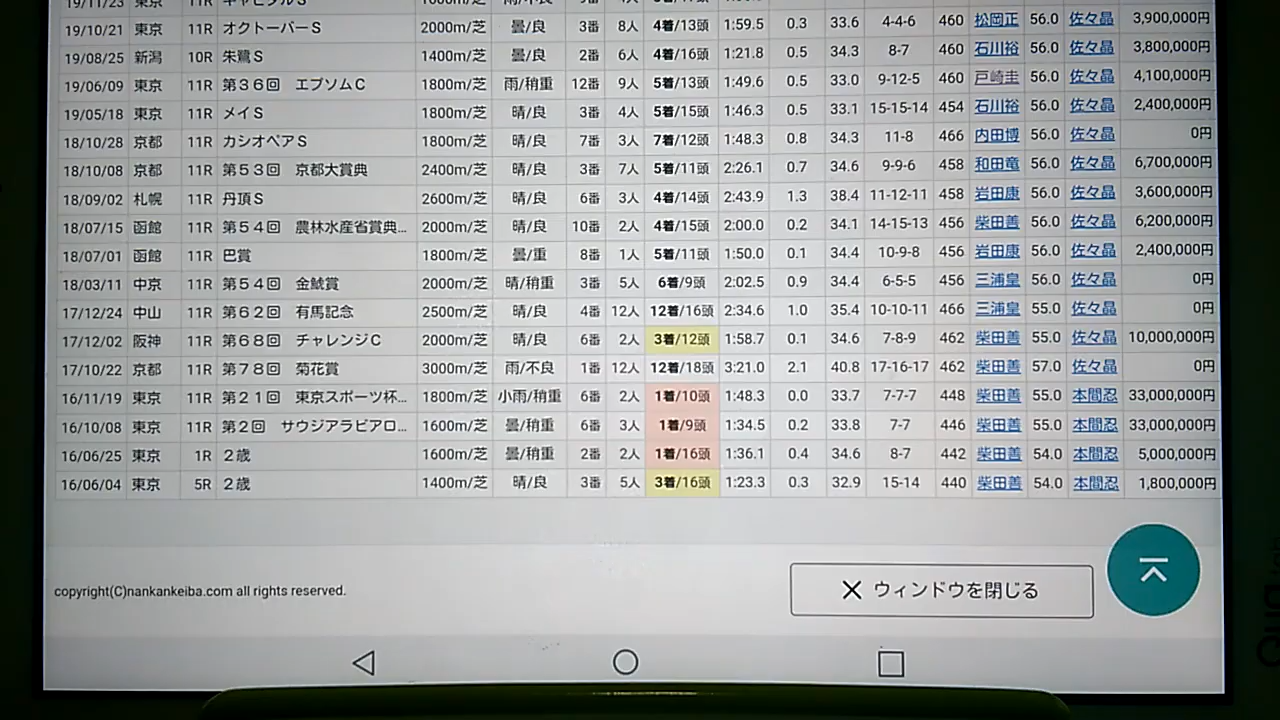 19/11/23 東京 11R キャピタルS
19/10/21 東京 11R オクトーバーS 2000m/芝 曇/良 3番 8人 4着/13頭 1:59.5 0.3 33.6 4-4-6 460 松岡正 56.0 佐々晶 3,900,000円
19/08/25 新潟 10R 朱鷺S 1400m/芝 曇/良 2番 6人 4着/16頭 1:21.8 0.5 34.3 8-7 460 石川裕 56.0 佐々晶 3,800,000円
19/06/09 東京 11R 第36回 エプソムC 1800m/芝 雨/稍重 12番 9人 5着/13頭 1:49.6 0.5 33.0 9-12-5 460 戸崎圭 56.0 佐々晶 4,100,000円
19/05/18 東京 11R メイS 1800m/芝 晴/良 3番 4人 5着/15頭 1:46.3 0.5 33.1 15-15-14 454 石川裕 56.0 佐々晶 2,400,000円
18/10/28 京都 11R カシオペアS 1800m/芝 晴/良 7番 3人 7着/12頭 1:48.3 0.8 34.3 11-8 466 内田博 56.0 佐々晶 0円
18/10/08 京都 11R 第53回 京都大賞典 2400m/芝 晴/良 3番 7人 5着/11頭 2:26.1 0.7 34.6 9-9-6 458 和田竜 56.0 佐々晶 6,700,000円
18/09/02 札幌 11R 丹頂S 2600m/芝 晴/良 6番 3人 4着/14頭 2:43.9 1.3 38.4 11-12-11 458 岩田康 56.0 佐々晶 3,600,000円
18/07/15 函館 11R 第54回 農林水産省賞典… 2000m/芝 晴/良 10番 2人 4着/15頭 2:00.0 0.2 34.1 14-15-13 456 柴田善 56.0 佐々晶 6,200,000円
18/07/01 函館 11R 巴賞 1800m/芝 曇/重 8番 1人 5着/11頭 1:50.0 0.1 34.4 10-9-8 456 岩田康 56.0 佐々晶 2,400,000円
18/03/11 中京 11R 第54回 金鯱賞 2000m/芝 晴/稍重 3番 5人 6着/9頭 2:02.5 0.9 34.4 6-5-5 456 三浦皇 56.0 佐々晶 0円
17/12/24 中山 11R 第62回 有馬記念 2500m/芝 晴/良 4番 12人 12着/16頭 2:34.6 1.0 35.4 10-10-11 466 三浦皇 55.0 佐々晶 0円
17/12/02 阪神 11R 第68回 チャレンジC 2000m/芝 晴/良 6番 2人 3着/12頭 1:58.7 0.1 34.6 7-8-9 462 柴田善 55.0 佐々晶 10,000,000円
17/10/22 京都 11R 第78回 菊花賞 3000m/芝 雨/不良 1番 12人 12着/18頭 3:21.0 2.1 40.8 17-16-17 462 柴田善 57.0 佐々晶 0円
16/11/19 東京 11R 第21回 東京スポーツ杯… 1800m/芝 小雨/稍重 6番 2人 1着/10頭 1:48.3 0.0 33.7 7-7-7 448 柴田善 55.0 本間忍 33,000,000円
16/10/08 東京 11R 第2回 サウジアラビアロ… 1600m/芝 曇/稍重 6番 3人 1着/9頭 1:34.5 0.2 33.8 7-7 446 柴田善 55.0 本間忍 33,000,000円
16/06/25 東京 1R 2歳 1600m/芝 曇/稍重 2番 2人 1着/16頭 1:36.1 0.4 34.6 8-7 442 柴田善 54.0 本間忍 5,000,000円
16/06/04 東京 5R 2歳 1400m/芝 晴/良 3番 5人 3着/16頭 1:23.3 0.3 32.9 15-14 440 柴田善 54.0 本間忍 1,800,000円
copyright(C)nankankeiba.com all rights reserved.
× ウィンドウを閉じる